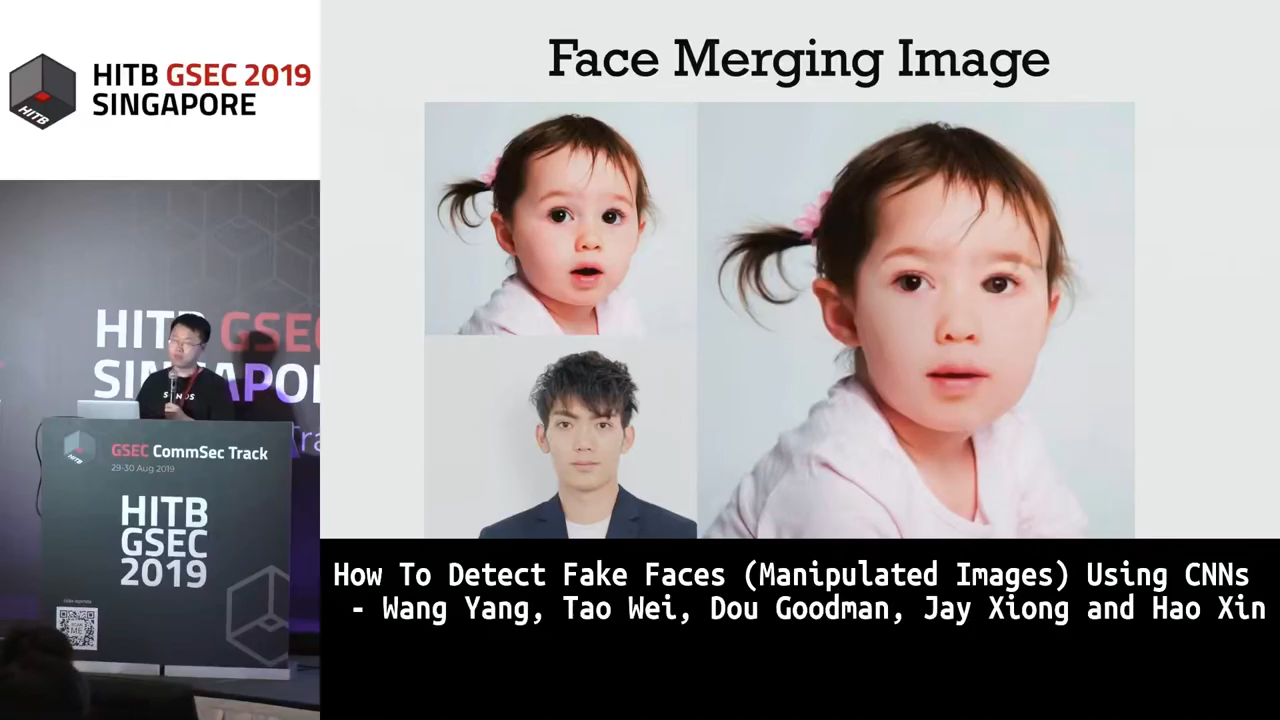 HITB GSEC 2019
SINGAPORE
HITB
Face Merging Image
HITB GSEC
GSEC CommSec Track
29-30 Aug 2019
HITB
GSEC
2019
How To Detect Fake Faces (Manipulated Images) Using CNNs
- Wang Yang, Tao Wei, Dou Goodman, Jay Xiong and Hao Xin